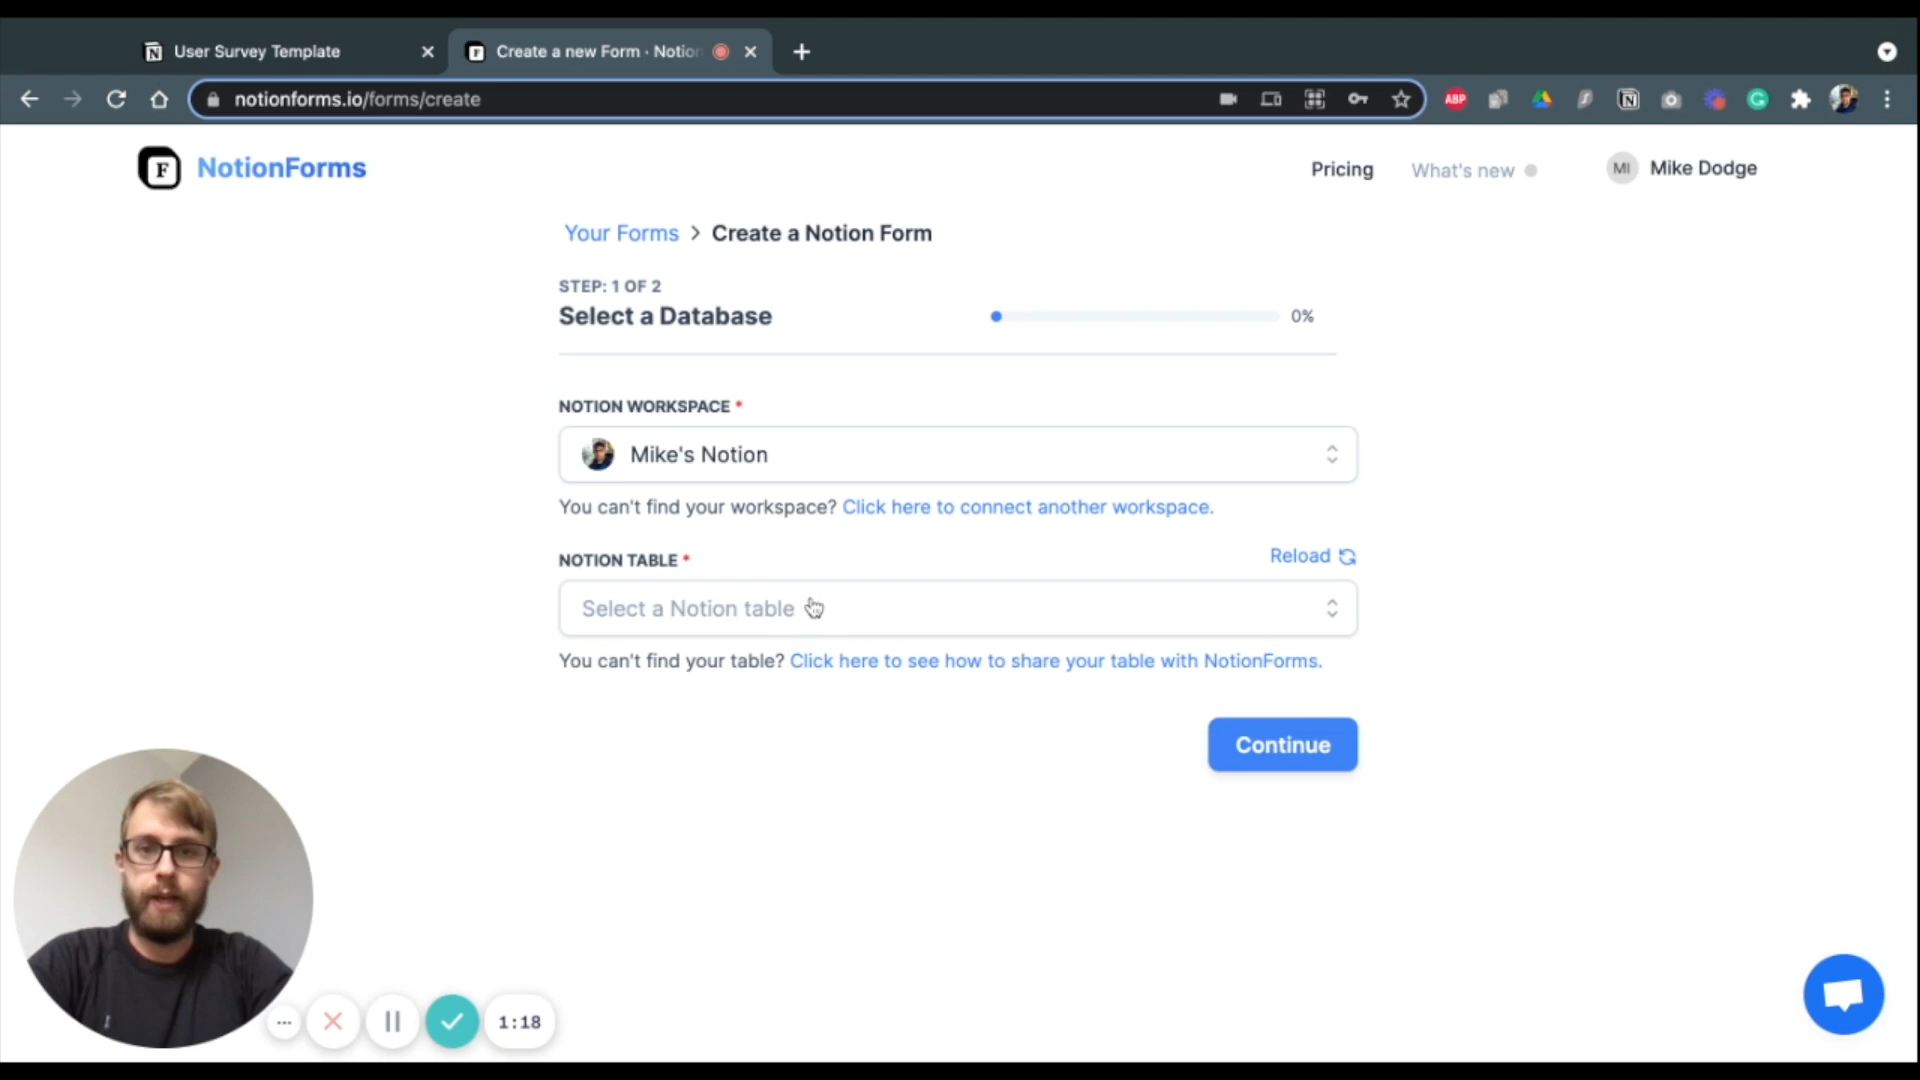 User Survey Template
Create a new Form · Notion
notionforms.io/forms/create
ABP
F NotionForms
Pricing
What's new
MI Mike Dodge
Your Forms > Create a Notion Form
STEP: 1 OF 2
Select a Database
0%
NOTION WORKSPACE *
Mike's Notion
You can't find your workspace? Click here to connect another workspace.
NOTION TABLE *
Reload
Select a Notion table
You can't find your table? Click here to see how to share your table with NotionForms.
Continue
1:18